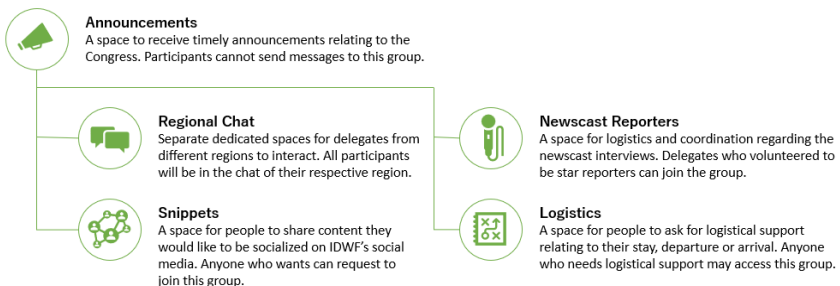 Announcements
A space to receive timely announcements relating to the
Congress. Participants cannot send messages to this group.
Regional Chat
Separate dedicated spaces for delegates from
different regions to interact. All participants
will be in the chat of their respective region.
Newscast Reporters
A space for logistics and coordination regarding the
newscast interviews. Delegates who volunteered to
be star reporters can join the group.
Snippets
A space for people to share content they
would like to be socialized on IDWF's social
media. Anyone who wants can request to
join this group.
Logistics
A space for people to ask for logistical support
relating to their stay, departure or arrival. Anyone
who needs logistical support may access this group.